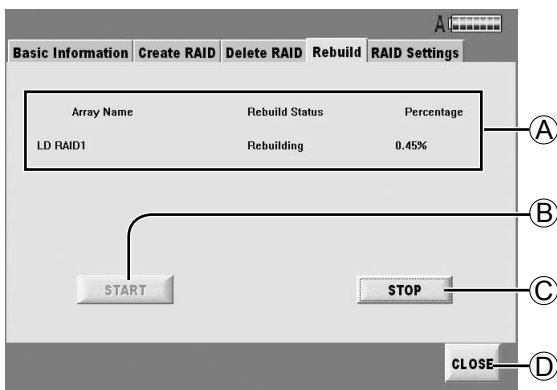 A
Basic Information Create RAID Delete RAID Rebuild RAID Settings
Array Name Rebuild Status Percentage
LD RAID1 Rebuilding 0.45%
A
B
START STOP
C
CLOSE
D